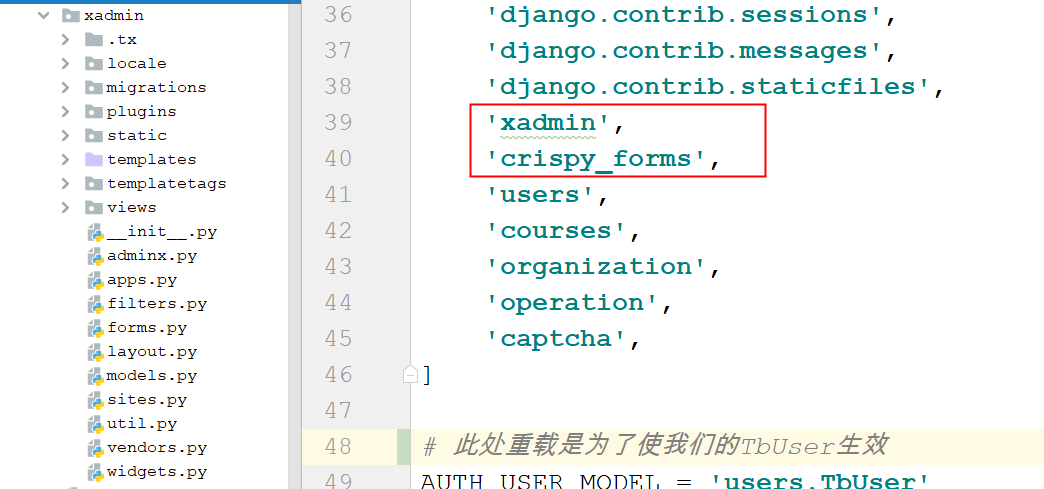 xadmin
.tx
locale
migrations
plugins
static
templates
templatetags
views
__init__.py
adminx.py
apps.py
filters.py
forms.py
layout.py
models.py
sites.py
util.py
vendors.py
widgets.py
36 'django.contrib.sessions',
37 'django.contrib.messages',
38 'django.contrib.staticfiles',
39 'xadmin',
40 'crispy_forms',
41 'users',
42 'courses',
43 'organization',
44 'operation',
45 'captcha',
46 ]
47
48 # 此处重载是为了使我们的TbUser生效
49 AUTH_USER_MODEL = 'users.TbUser'